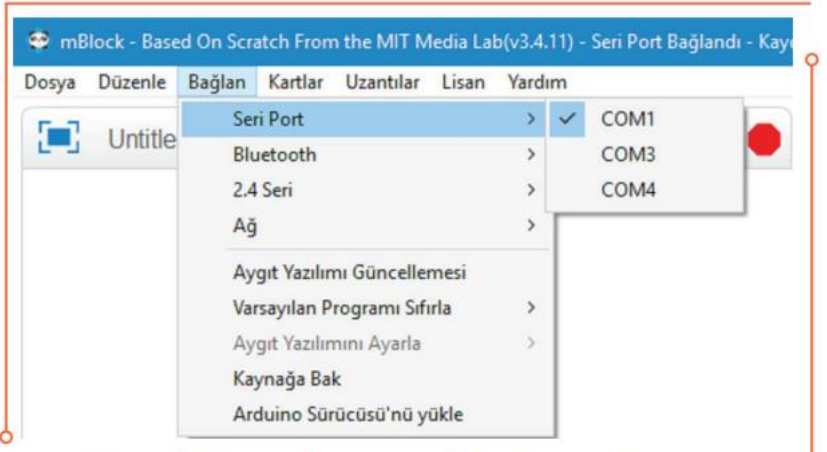 mBlock - Based On Scratch From the MIT Media Lab(v3.4.11) - Seri Port Bağlandı -
Dosya Düzenle Bağlan Kartlar Uzantılar Lisan Yardım
Untitle
Seri Port
COM1
Bluetooth
COM3
2.4 Seri
COM4
Ağ
Aygıt Yazılımı Güncellemesi
Varsayılan Programı Sıfırla
Aygıt Yazılımını Ayarla
Kaynağa Bak
Arduino Sürücüsü'nü yükle